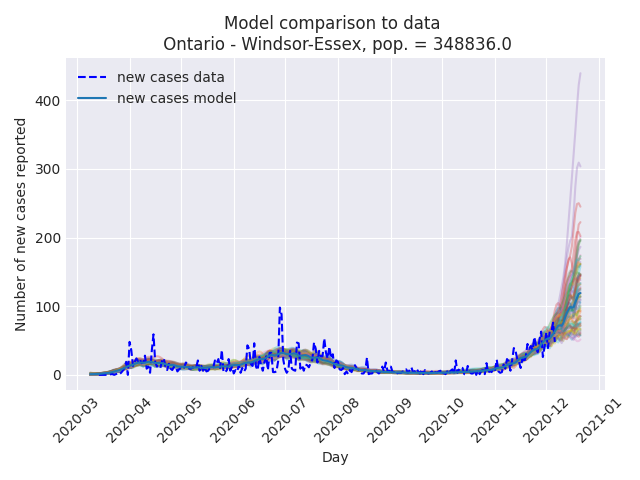 Model comparison to data
Ontario - Windsor-Essex, pop. = 348836.0
new cases data
new cases model
Number of new cases reported
400
300
200
100
0
2020-03
2020-04
2020-05
2020-06
2020-07
2020-08
2020-09
2020-10
2020-11
2020-12
2021-01
Day